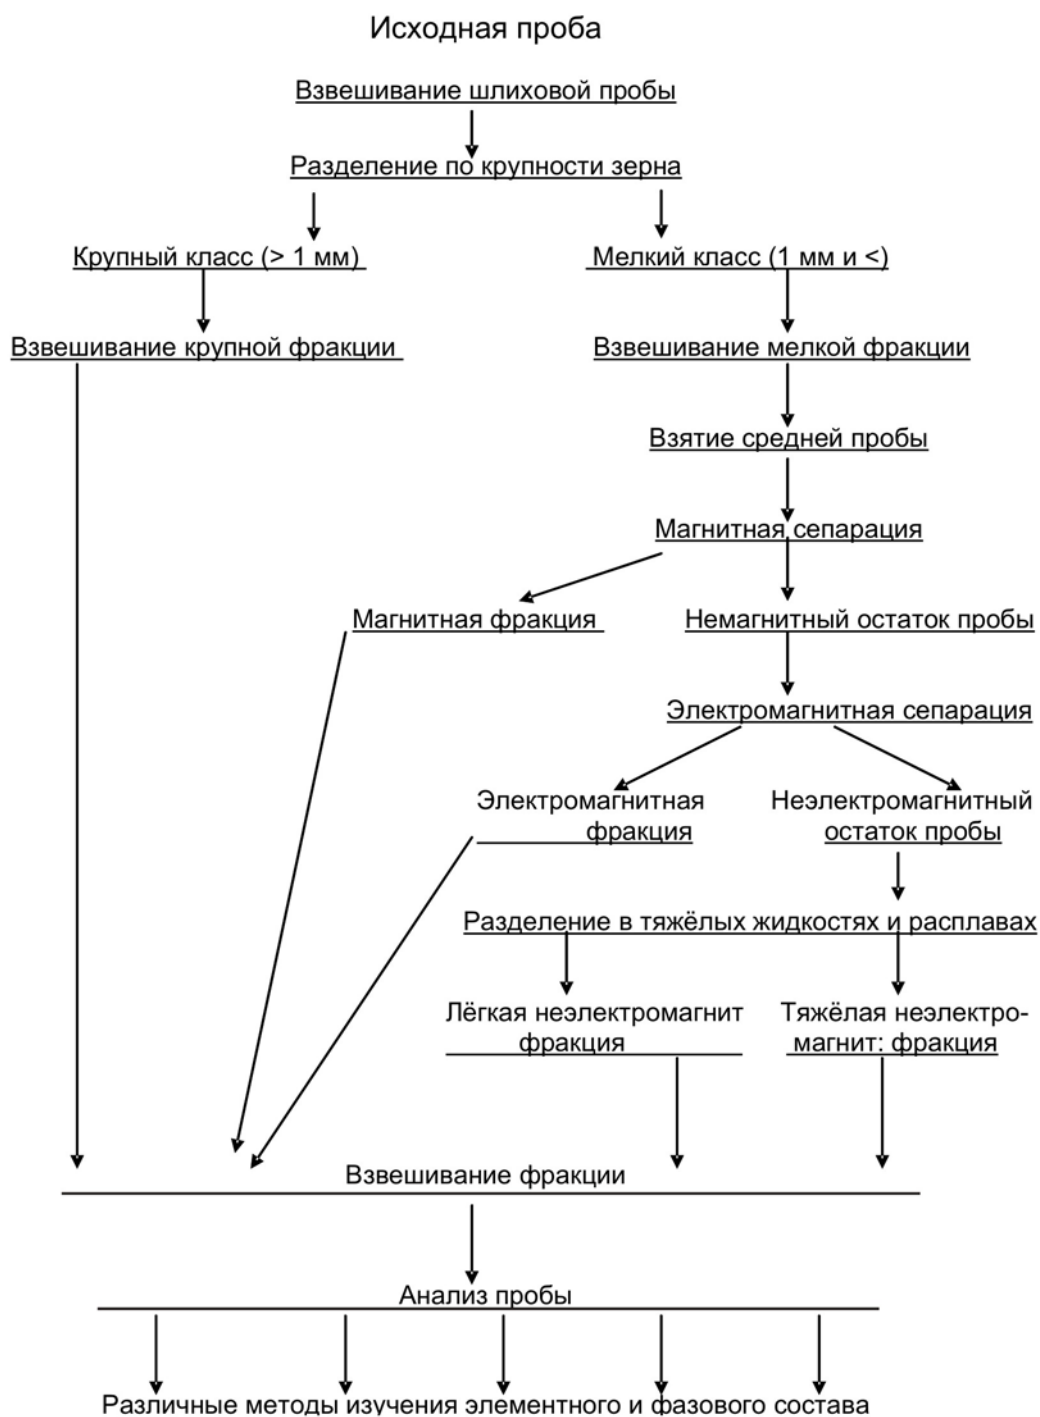 Исходная проба
Взвешивание шлиховой пробы
Разделение по крупности зерна
Крупный класс (> 1 мм)
Мелкий класс (1 мм и <)
Взвешивание крупной фракции
Взвешивание мелкой фракции
Взятие средней пробы
Магнитная сепарация
Магнитная фракция
Немагнитный остаток пробы
Электромагнитная сепарация
Электромагнитная
фракция
Неэлектромагнитный
остаток пробы
Разделение в тяжёлых жидкостях и расплавах
Лёгкая неэлектромагнит
фракция
Тяжёлая неэлектро-
магнит: фракция
Взвешивание фракции
Анализ пробы
Различные методы изучения элементного и фазового состава